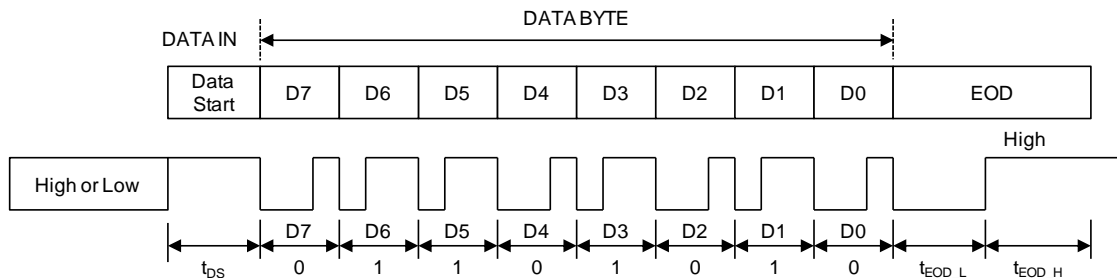 DATA BYTE
DATA IN
Data Start D7 D6 D5 D4 D3 D2 D1 D0 EOD
High
High or Low
D7 D6 D5 D4 D3 D2 D1 D0
tDS 0 1 1 0 1 0 1 0 tEOD_L tEOD_H